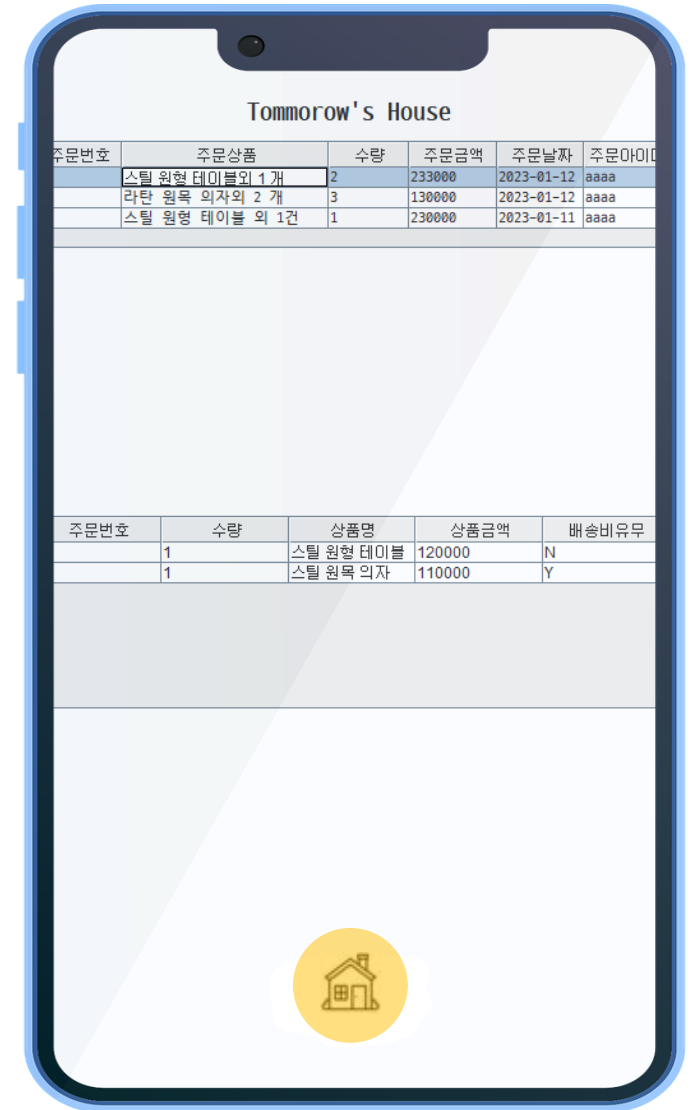 Tommorow's House
주문번호 주문상품 수량 주문금액 주문날짜 주문아이디
스틸 원형 테이블외 1 개 2 233000 2023-01-12 aaaa
라탄 원목 의자외 2 개 3 130000 2023-01-12 aaaa
스틸 원형 테이블 외 1건 1 230000 2023-01-11 aaaa
주문번호 수량 상품명 상품금액 배송비유무
1 스틸 원형 테이블 120000 N
1 스틸 원목 의자 110000 Y